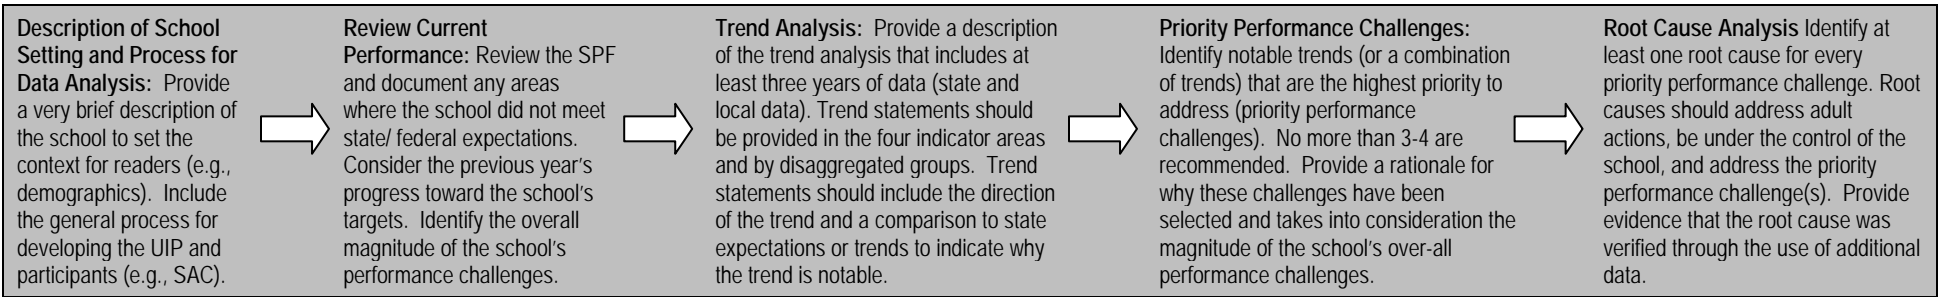 Description of School
Setting and Process for
Data Analysis: Provide
a very brief description of
the school to set the
context for readers (e.g.,
demographics). Include
the general process for
developing the UIP and
participants (e.g., SAC).
Review Current
Performance: Review the SPF
and document any areas
where the school did not meet
state/ federal expectations.
Consider the previous year's
progress toward the school's
targets. Identify the overall
magnitude of the school's
performance challenges.
Trend Analysis: Provide a description
of the trend analysis that includes at
least three years of data (state and
local data). Trend statements should
be provided in the four indicator areas
and by disaggregated groups. Trend
statements should include the direction
of the trend and a comparison to state
expectations or trends to indicate why
the trend is notable.
Priority Performance Challenges:
Identify notable trends (or a combination
of trends) that are the highest priority to
address (priority performance
challenges). No more than 3-4 are
recommended. Provide a rationale for
why these challenges have been
selected and takes into consideration the
magnitude of the school's over-all
performance challenges.
Root Cause Analysis Identify at
least one root cause for every
priority performance challenge. Root
causes should address adult
actions, be under the control of the
school, and address the priority
performance challenge(s). Provide
evidence that the root cause was
verified through the use of additional
data.